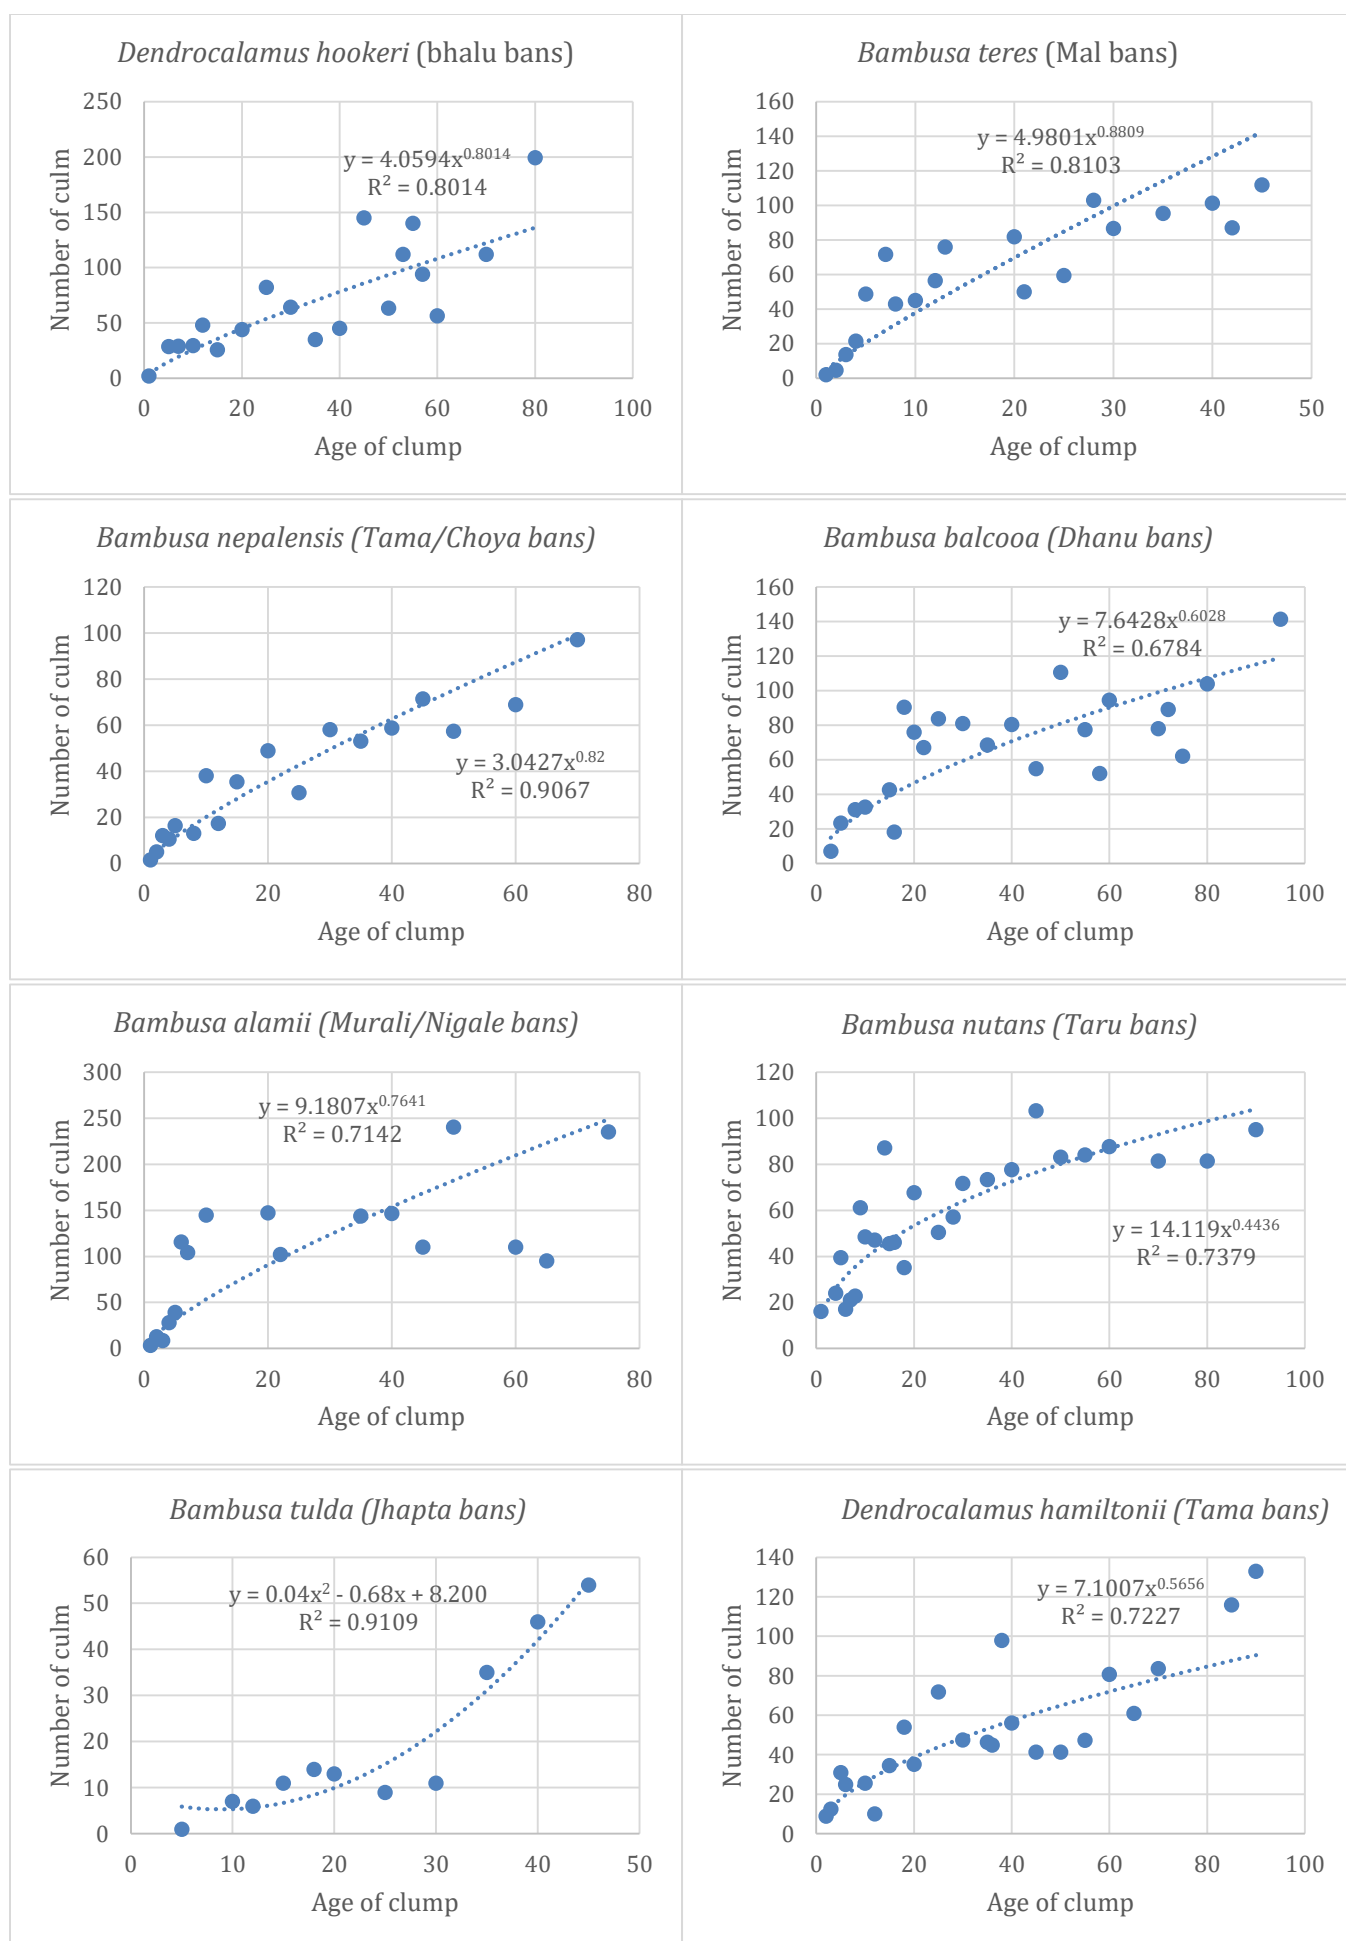 Dendrocalamus hookeri (bhalu bans)
250
200
150
100
50
0
Number of culm
y = 4.0594x^0.8014
R² = 0.8014
0 20 40 60 80 100
Age of clump
Bambusa teres (Mal bans)
160
140
120
100
80
60
40
20
0
Number of culm
y = 4.9801x^0.8809
R² = 0.8103
0 10 20 30 40 50
Age of clump
Bambusa nepalensis (Tama/Choya bans)
120
100
80
60
40
20
0
Number of culm
y = 3.0427x^0.82
R² = 0.9067
0 20 40 60 80
Age of clump
Bambusa balcooa (Dhanu bans)
160
140
120
100
80
60
40
20
0
Number of culm
y = 7.6428x^0.6028
R² = 0.6784
0 20 40 60 80 100
Age of clump
Bambusa alamii (Murali/Nigale bans)
300
250
200
150
100
50
0
Number of culm
y = 9.1807x^0.7641
R² = 0.7142
0 20 40 60 80
Age of clump
Bambusa nutans (Taru bans)
120
100
80
60
40
20
0
Number of culm
y = 14.119x^0.4436
R² = 0.7379
0 20 40 60 80 100
Age of clump
Bambusa tulda (Jhapta bans)
60
50
40
30
20
10
0
Number of culm
y = 0.04x² - 0.68x + 8.200
R² = 0.9109
0 10 20 30 40 50
Age of clump
Dendrocalamus hamiltonii (Tama bans)
140
120
100
80
60
40
20
0
Number of culm
y = 7.1007x^0.5656
R² = 0.7227
0 20 40 60 80 100
Age of clump